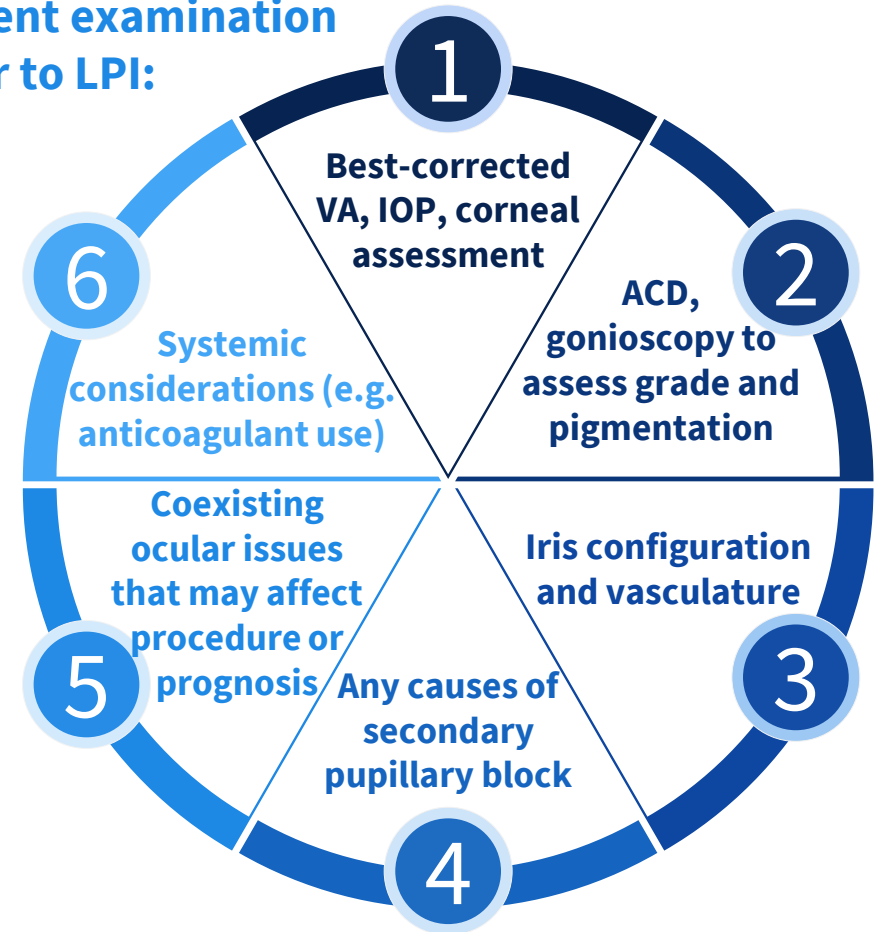 ent examination
r to LPI:
1
Best-corrected
VA, IOP, corneal
assessment
2
ACD,
gonioscopy to
assess grade and
pigmentation
3
Iris configuration
and vasculature
4
Any causes of
secondary
pupillary block
5
Coexisting
ocular issues
that may affect
procedure or
prognosis
6
Systemic
considerations (e.g.
anticoagulant use)